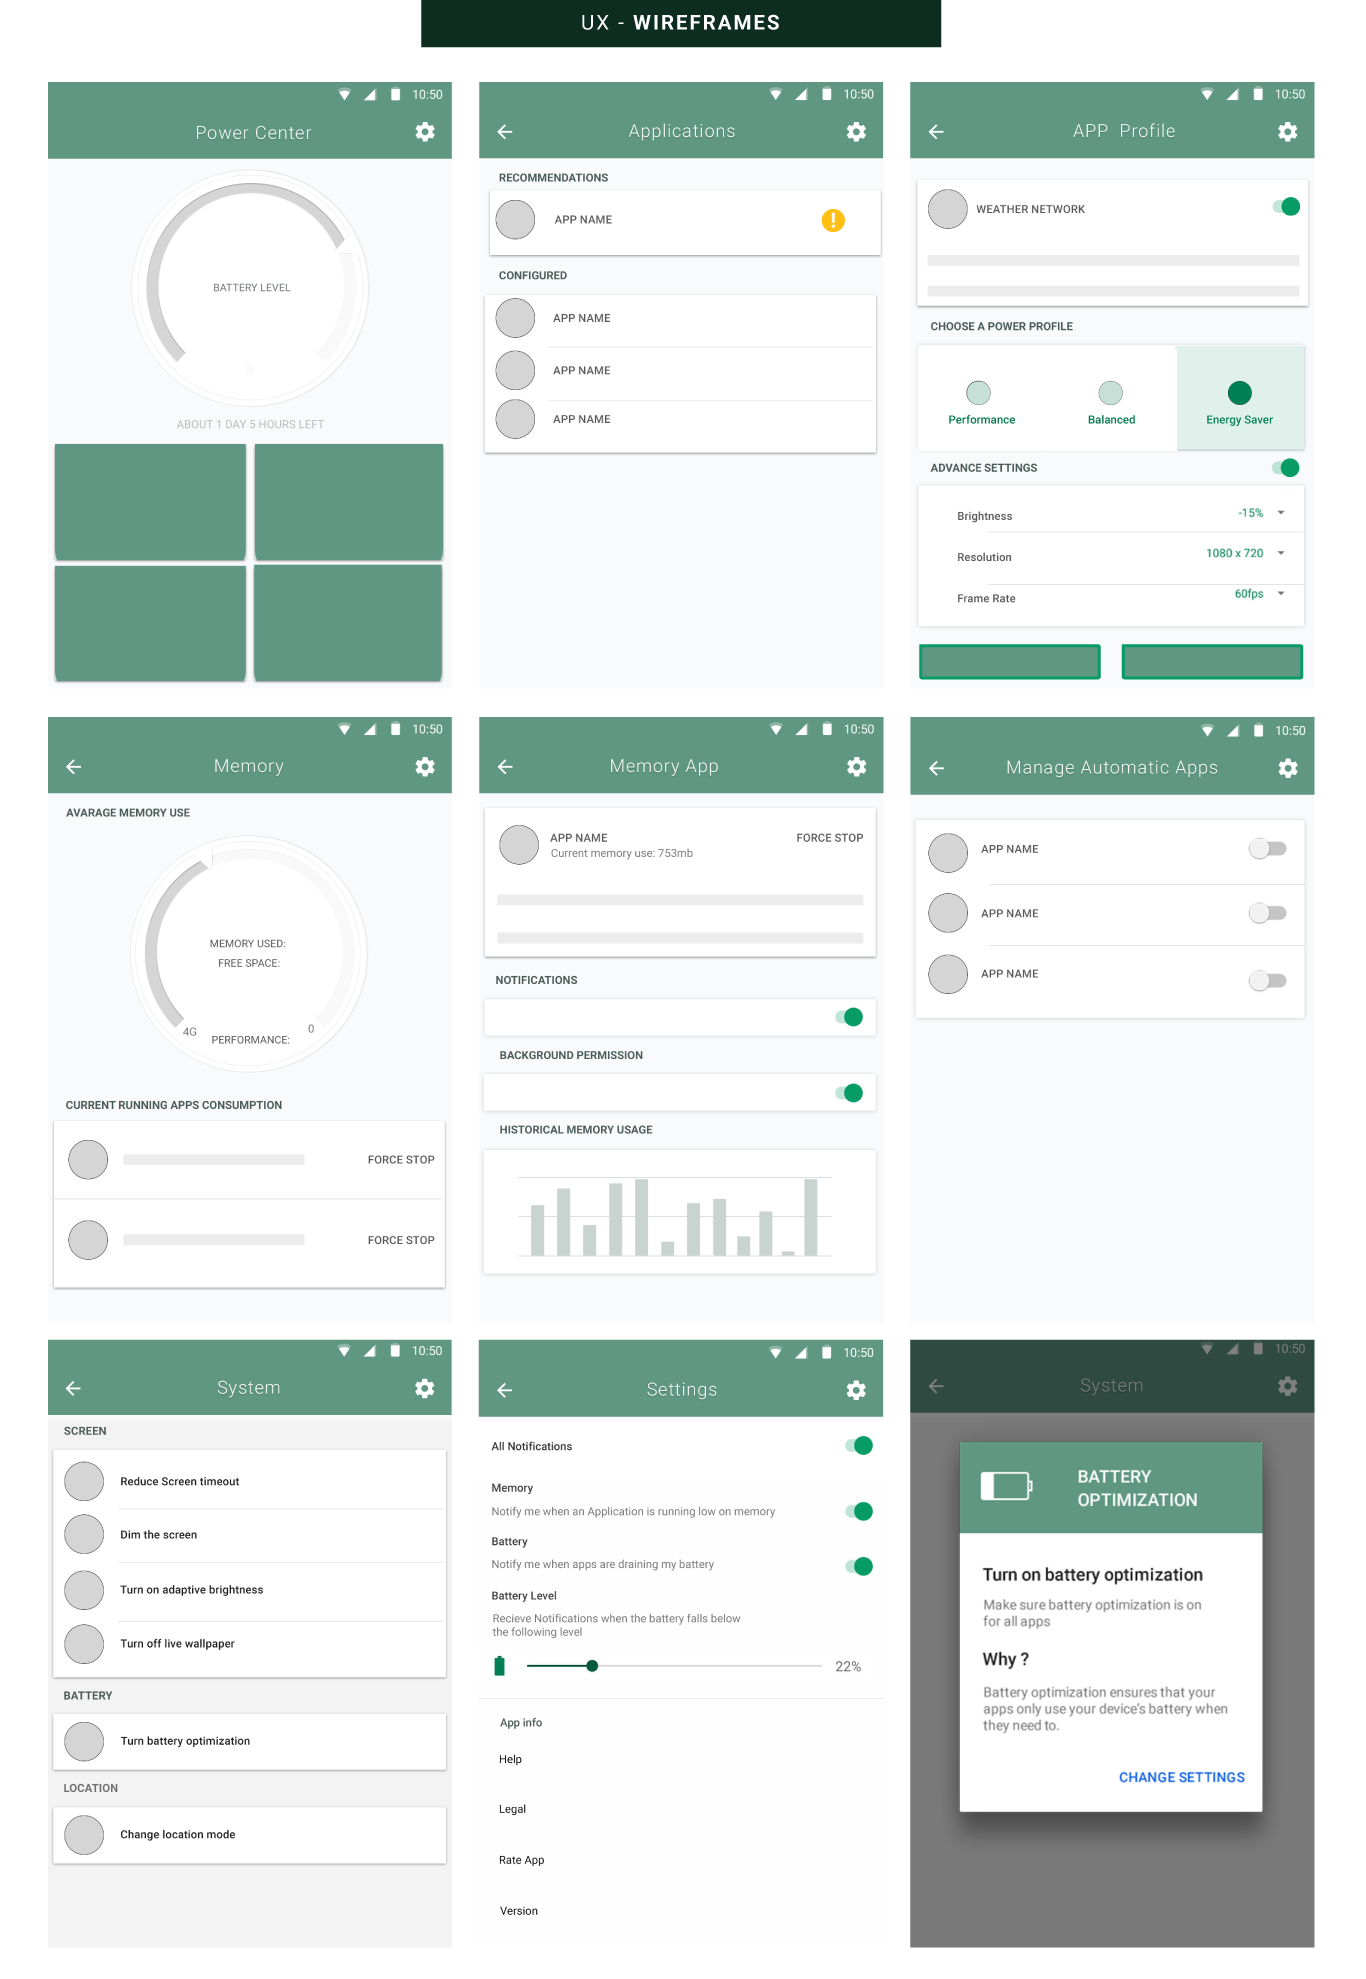 UX - WIREFRAMES
10:50
Power Center
BATTERY LEVEL
ABOUT 1 DAY 5 HOURS LEFT
10:50
Applications
RECOMMENDATIONS
APP NAME
CONFIGURED
APP NAME
APP NAME
APP NAME
10:50
APP Profile
WEATHER NETWORK
CHOOSE A POWER PROFILE
Performance
Balanced
Energy Saver
ADVANCE SETTINGS
Brightness
-15%
Resolution
1080 x 720
Frame Rate
60fps
10:50
Memory
AVARAGE MEMORY USE
MEMORY USED:
FREE SPACE:
4G
0
PERFORMANCE:
CURRENT RUNNING APPS CONSUMPTION
FORCE STOP
FORCE STOP
10:50
Memory App
APP NAME
FORCE STOP
Current memory use: 753mb
NOTIFICATIONS
BACKGROUND PERMISSION
HISTORICAL MEMORY USAGE
10:50
Manage Automatic Apps
APP NAME
APP NAME
APP NAME
10:50
System
SCREEN
Reduce Screen timeout
Dim the screen
Turn on adaptive brightness
Turn off live wallpaper
BATTERY
Turn battery optimization
LOCATION
Change location mode
10:50
Settings
All Notifications
Memory
Notify me when an Application is running low on memory
Battery
Notify me when apps are draining my battery
Battery Level
Recieve Notifications when the battery falls below
the following level
22%
App info
Help
Legal
Rate App
Version
10:50
System
BATTERY
OPTIMIZATION
Turn on battery optimization
Make sure battery optimization is on
for all apps
Why ?
Battery optimization ensures that your
apps only use your device's battery when
they need to.
CHANGE SETTINGS